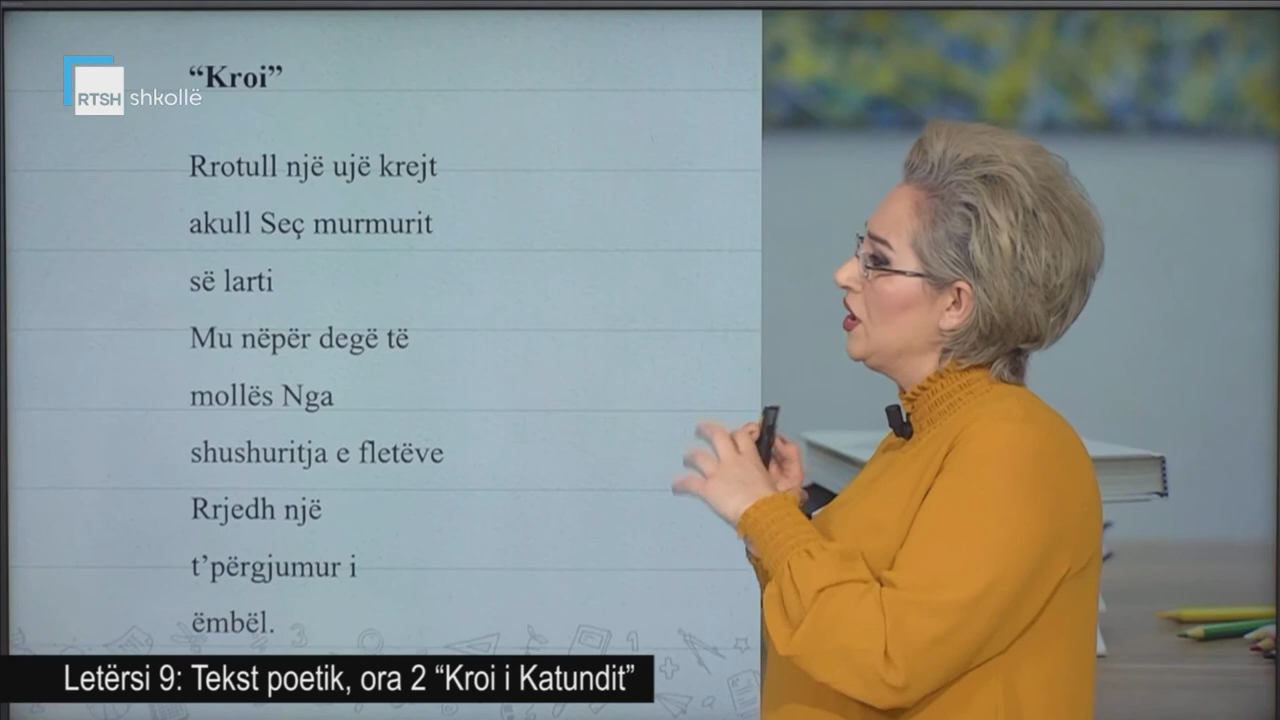 “Kroi”
RTSH shkollë
Rrotull një ujë krejt
akull Seç murmurit
së larti
Mu nëpër degë të
mollës Nga
shushuritja e fletëve
Rrjedh një
t’përgjumur i
ëmbël.
Letërsi 9: Tekst poetik, ora 2 “Kroi i Katundit”